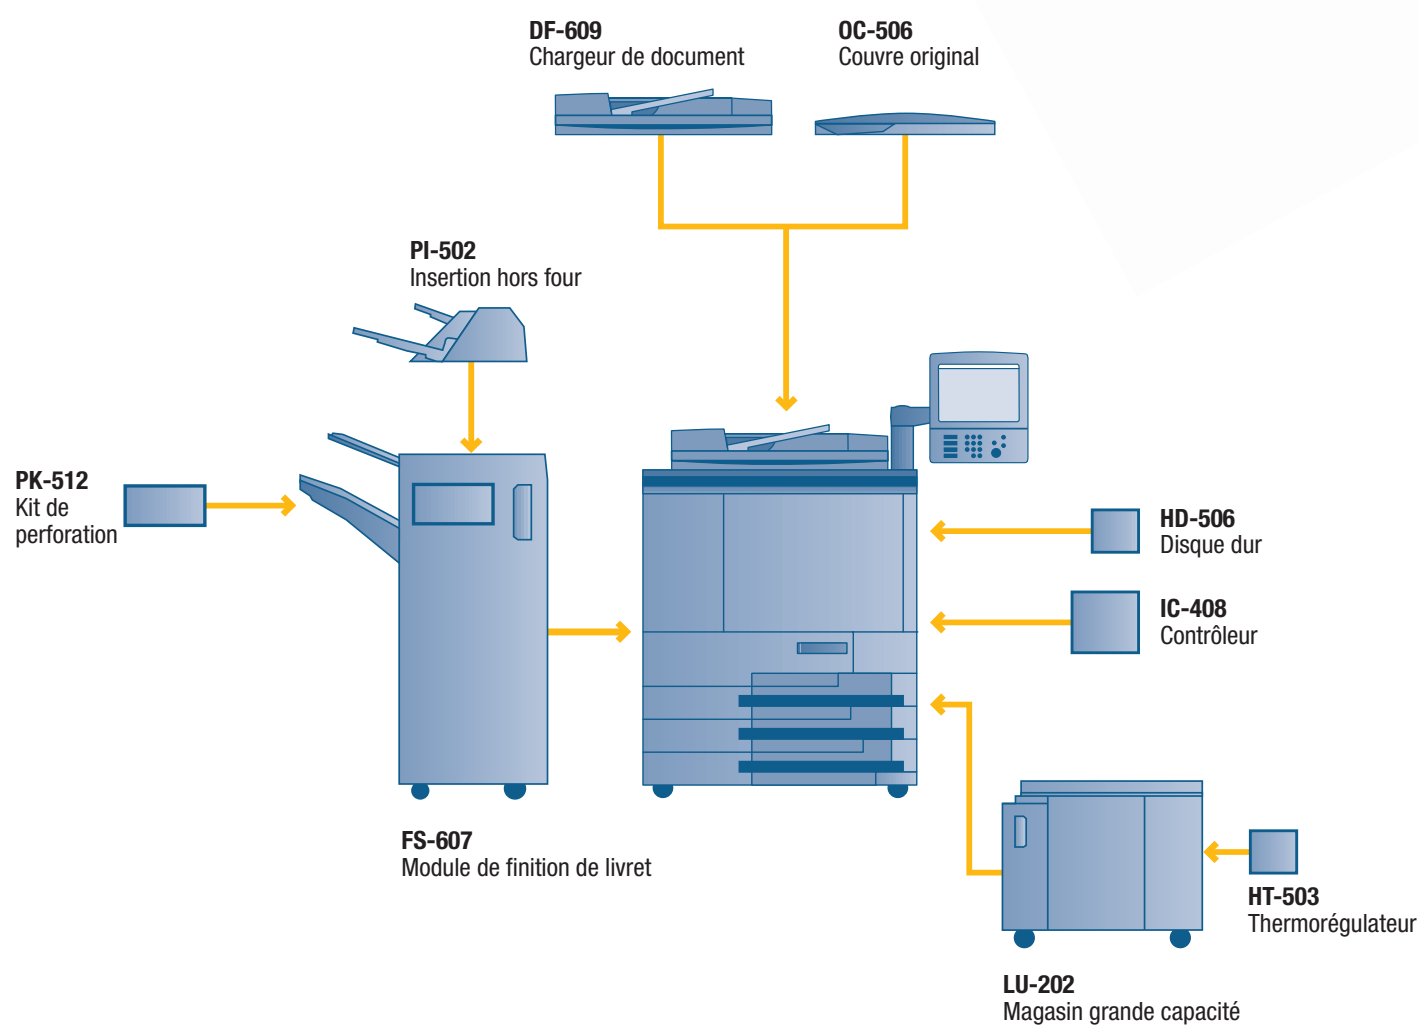 DF-609
Chargeur de document
OC-506
Couvre original
PI-502
Insertion hors four
PK-512
Kit de
perforation
HD-506
Disque dur
IC-408
Contrôleur
FS-607
Module de finition de livret
HT-503
Thermorégulateur
LU-202
Magasin grande capacité